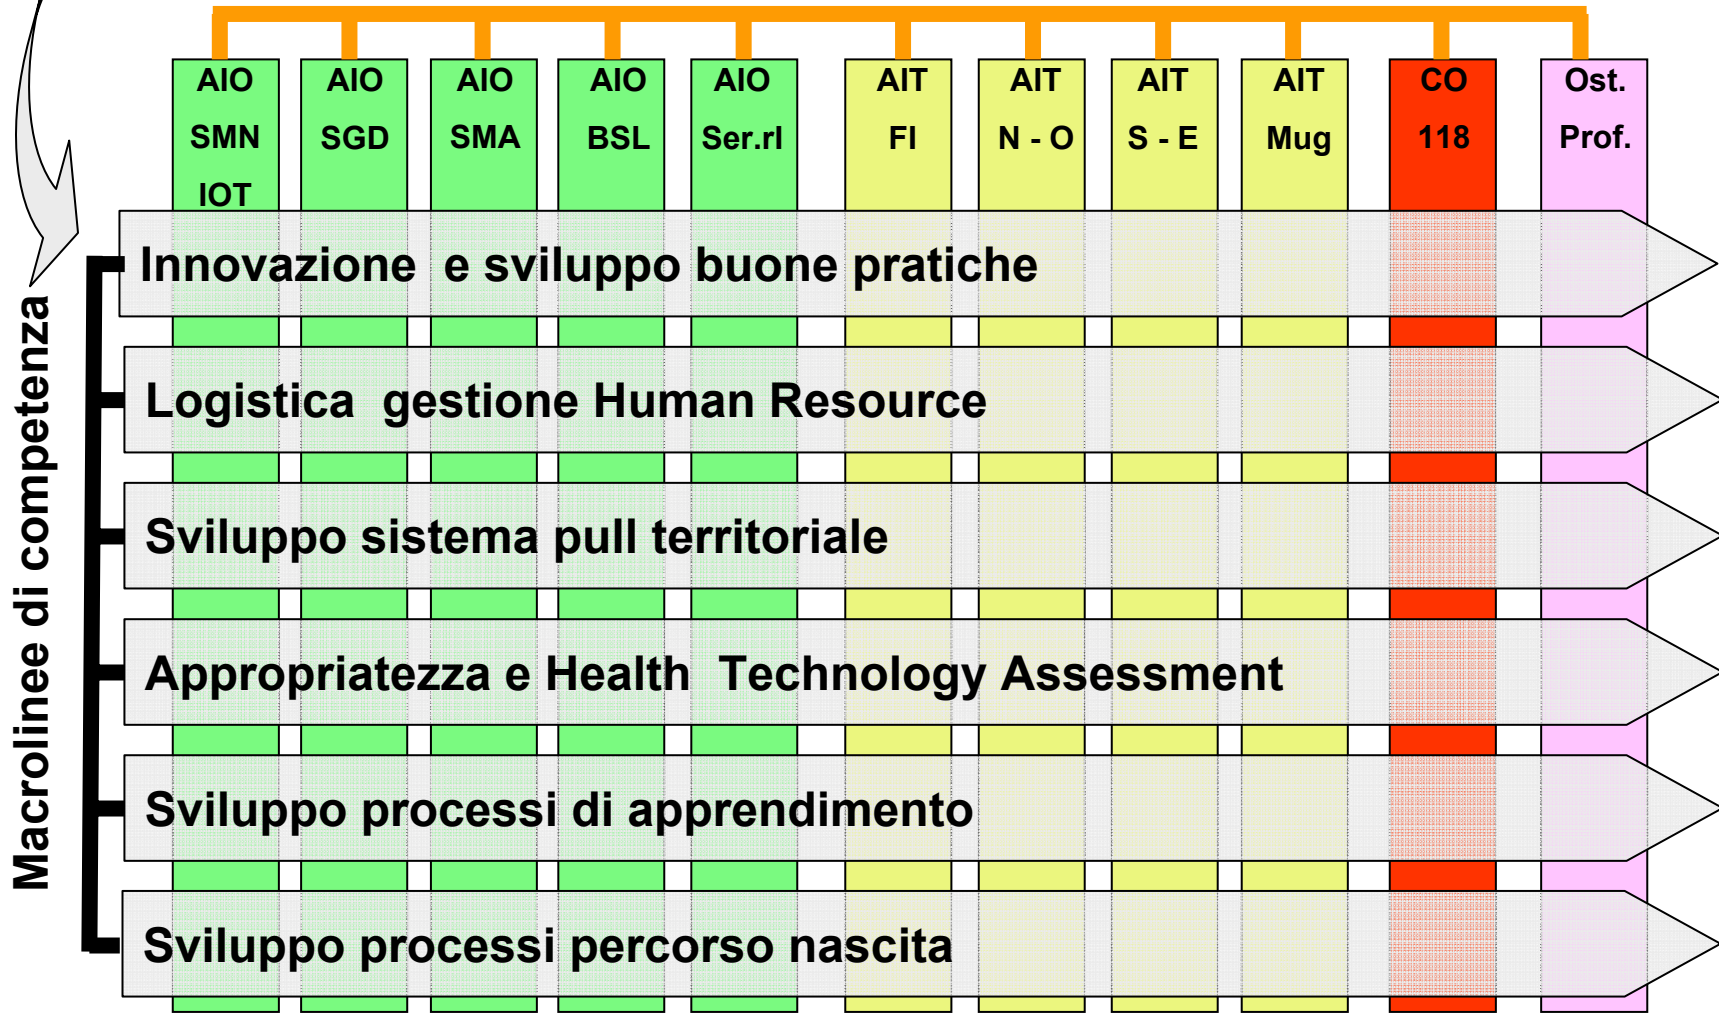 AIO
SMN
IOT
AIO
SGD
AIO
SMA
AIO
BSL
AIO
Ser.rI
AIT
FI
AIT
N - O
AIT
S - E
AIT
Mug
CO
118
Ost.
Prof.
Macrolinee di competenza
Innovazione e sviluppo buone pratiche
Logistica gestione Human Resource
Sviluppo sistema pull territoriale
Appropriatezza e Health Technology Assessment
Sviluppo processi di apprendimento
Sviluppo processi percorso nascita